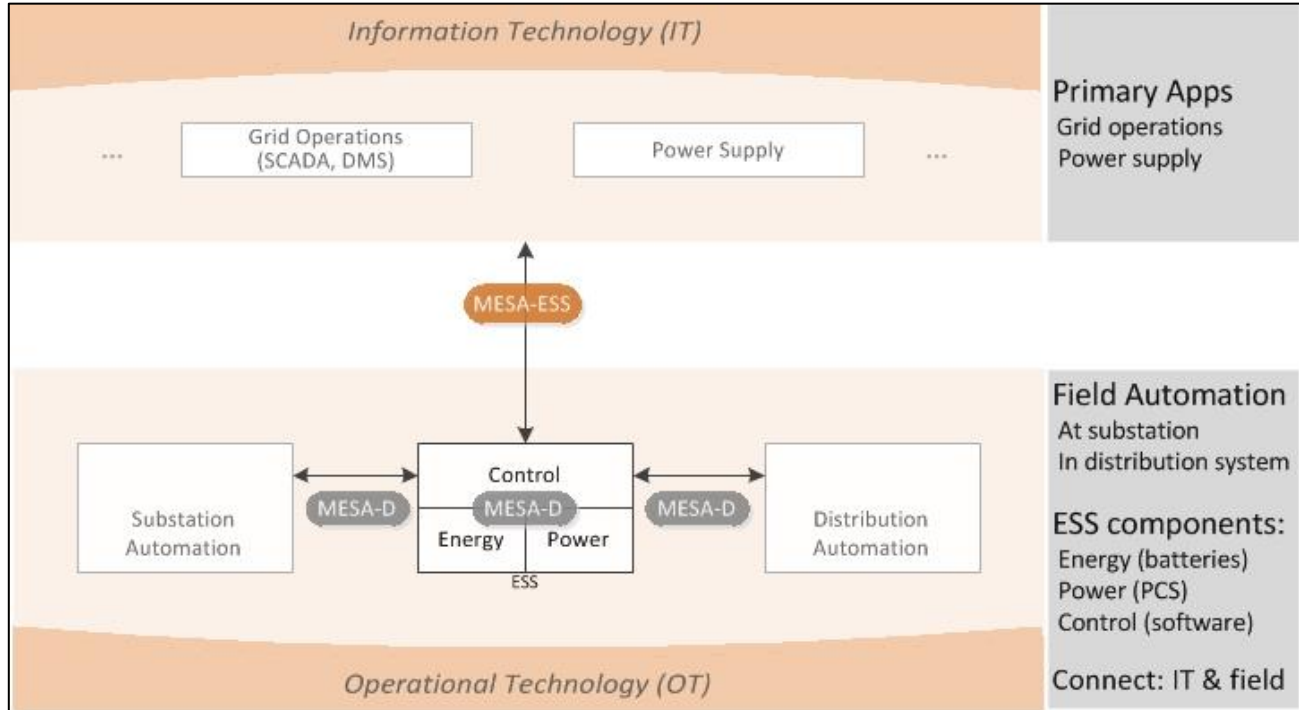 Information Technology (IT)
...
Grid Operations
(SCADA, DMS)
Power Supply
...
Primary Apps
Grid operations
Power supply
MESA-ESS
Substation
Automation
MESA-D
Control
MESA-D
Energy
Power
ESS
MESA-D
Distribution
Automation
Field Automation
At substation
In distribution system
ESS components:
Energy (batteries)
Power (PCS)
Control (software)
Connect: IT & field
Operational Technology (OT)